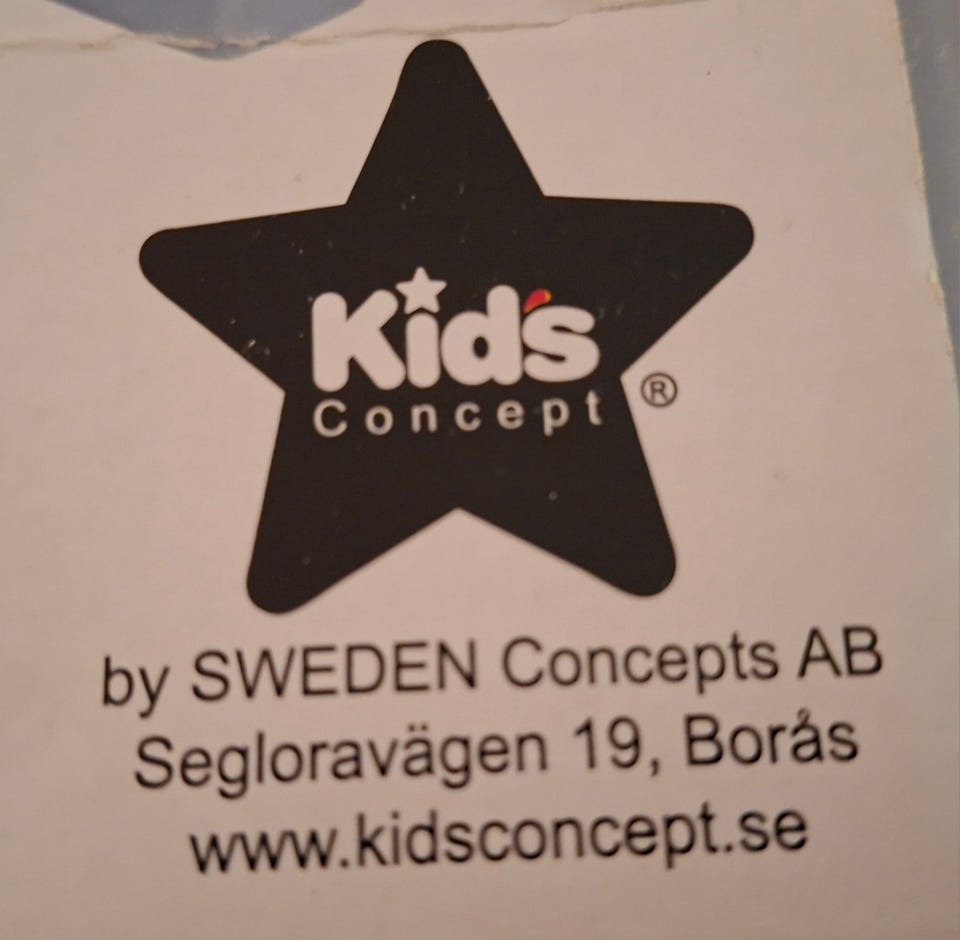 Kid's
Concept
®
by SWEDEN Concepts AB
Segloravägen 19, Borås
www.kidsconcept.se